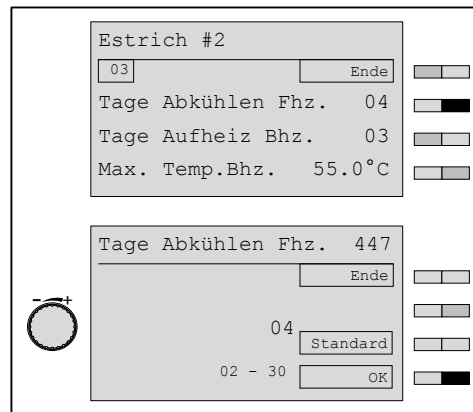 Estrich #2
03 Ende
Tage Abkühlen Fhz. 04
Tage Aufheiz Bhz. 03
Max. Temp.Bhz. 55.0°C
Tage Abkühlen Fhz. 447
Ende
- +
04
Standard
02 - 30 OK